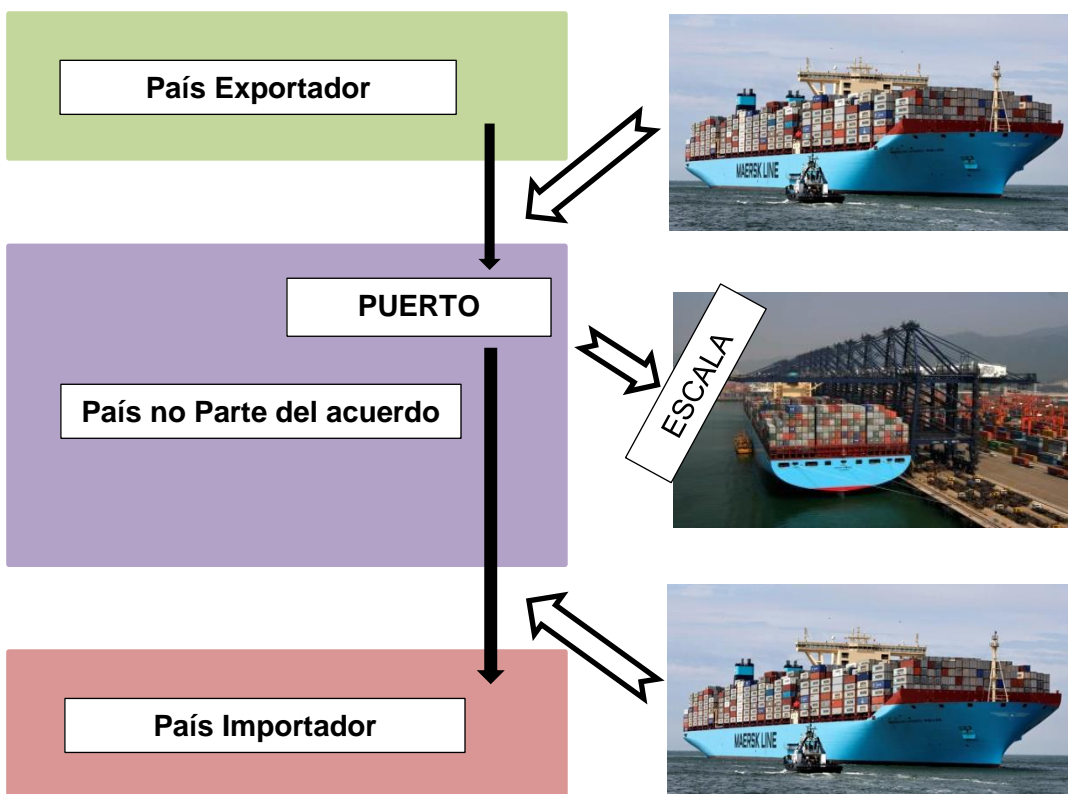 País Exportador
MAERSK LINE
PUERTO
ESCALA
País no Parte del acuerdo
País Importador
MAERSK LINE